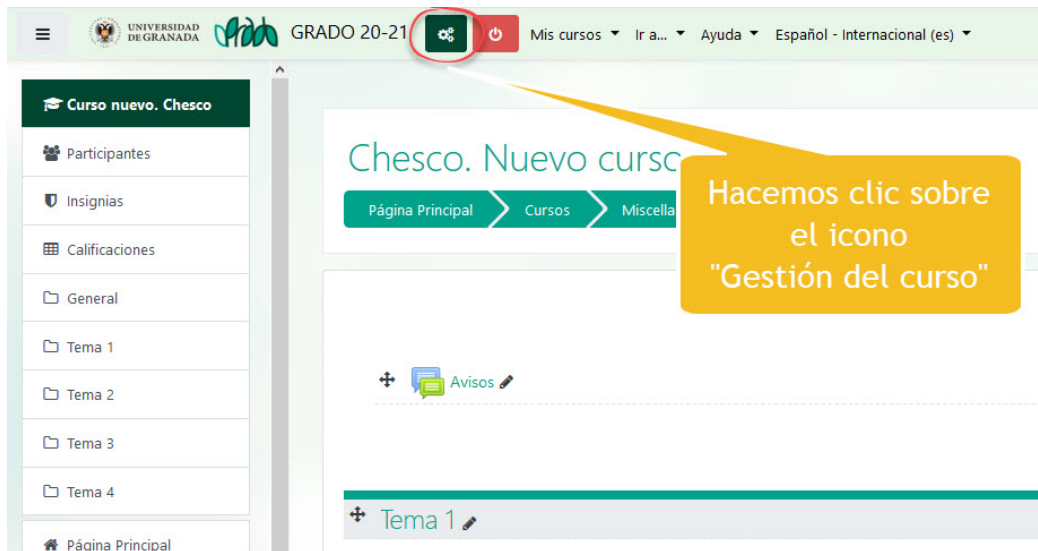 UNIVERSIDAD
DE GRANADA
Prado
GRADO 20-21
Mis cursos
Ir a...
Ayuda
Español - Internacional (es)
Curso nuevo. Chesco
Participantes
Insignias
Calificaciones
General
Tema 1
Tema 2
Tema 3
Tema 4
Página Principal
Chesco. Nuevo curso
Página Principal
Cursos
Miscella
Hacemos clic sobre
el icono
"Gestión del curso"
Avisos
Tema 1